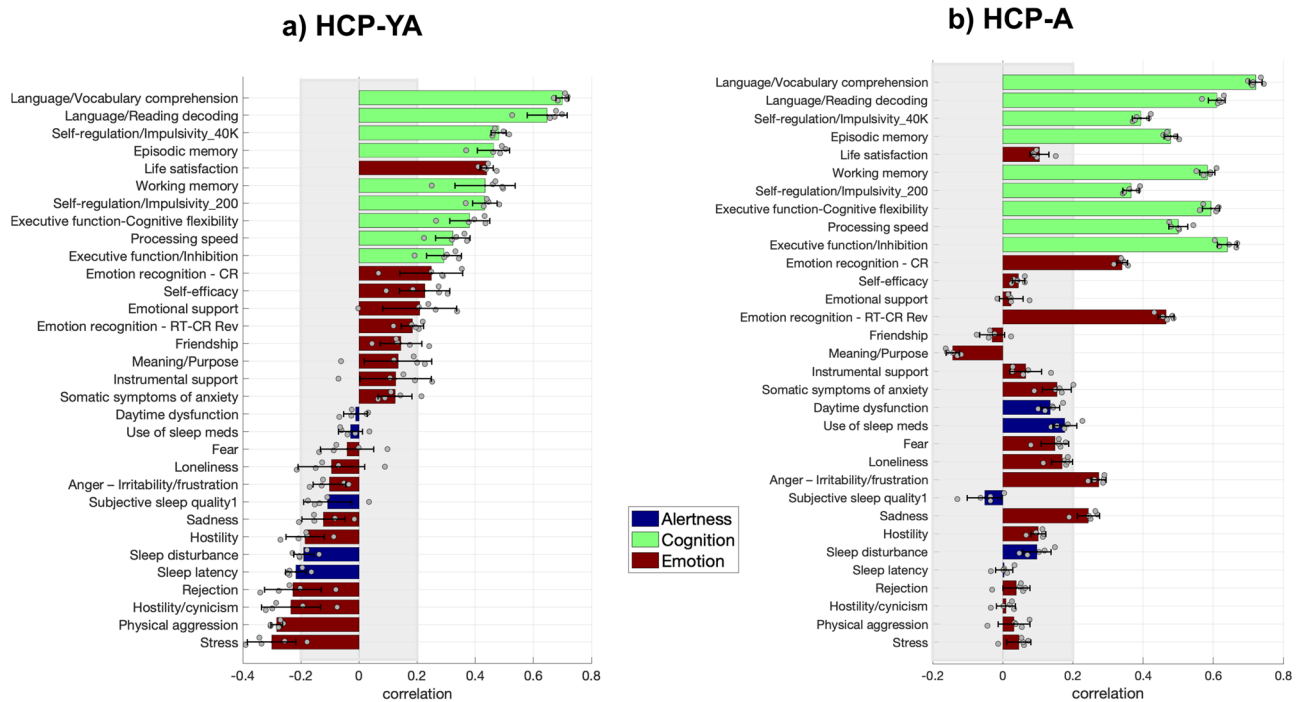 a) HCP-YA
Language/Vocabulary comprehension
Language/Reading decoding
Self-regulation/Impulsivity_40K
Episodic memory
Life satisfaction
Working memory
Self-regulation/Impulsivity_200
Executive function-Cognitive flexibility
Processing speed
Executive function/Inhibition
Emotion recognition - CR
Self-efficacy
Emotional support
Emotion recognition - RT-CR Rev
Friendship
Meaning/Purpose
Instrumental support
Somatic symptoms of anxiety
Daytime dysfunction
Use of sleep meds
Fear
Loneliness
Anger – Irritability/frustration
Subjective sleep quality1
Sadness
Hostility
Sleep disturbance
Sleep latency
Rejection
Hostility/cynicism
Physical aggression
Stress
-0.4 -0.2 0 0.2 0.4 0.6 0.8
correlation
Alertness
Cognition
Emotion
b) HCP-A
Language/Vocabulary comprehension
Language/Reading decoding
Self-regulation/Impulsivity_40K
Episodic memory
Life satisfaction
Working memory
Self-regulation/Impulsivity_200
Executive function-Cognitive flexibility
Processing speed
Executive function/Inhibition
Emotion recognition - CR
Self-efficacy
Emotional support
Emotion recognition - RT-CR Rev
Friendship
Meaning/Purpose
Instrumental support
Somatic symptoms of anxiety
Daytime dysfunction
Use of sleep meds
Fear
Loneliness
Anger – Irritability/frustration
Subjective sleep quality1
Sadness
Hostility
Sleep disturbance
Sleep latency
Rejection
Hostility/cynicism
Physical aggression
Stress
-0.2 0 0.2 0.4 0.6 0.8
correlation